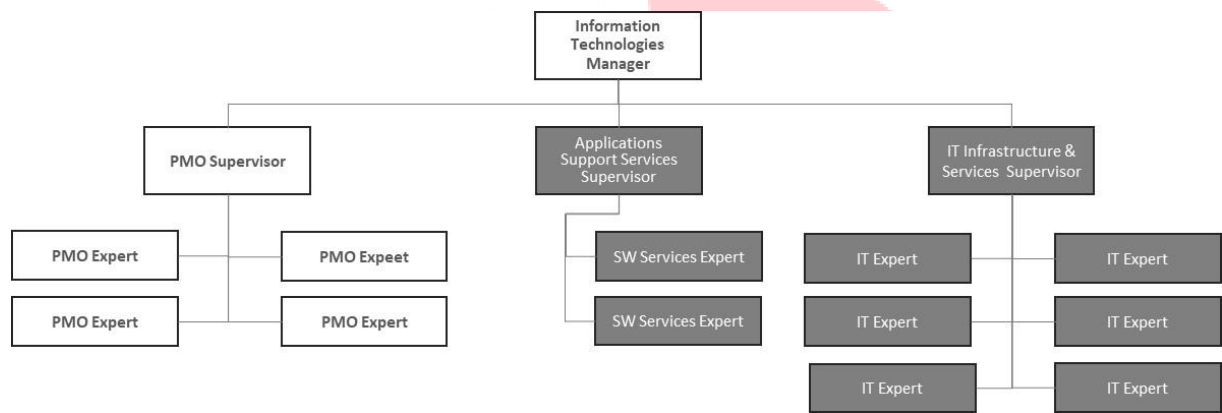 Information
Technologies
Manager
PMO Supervisor
Applications
Support Services
Supervisor
IT Infrastructure &
Services Supervisor
PMO Expert
PMO Expeet
SW Services Expert
IT Expert
IT Expert
PMO Expert
PMO Expert
SW Services Expert
IT Expert
IT Expert
IT Expert
IT Expert